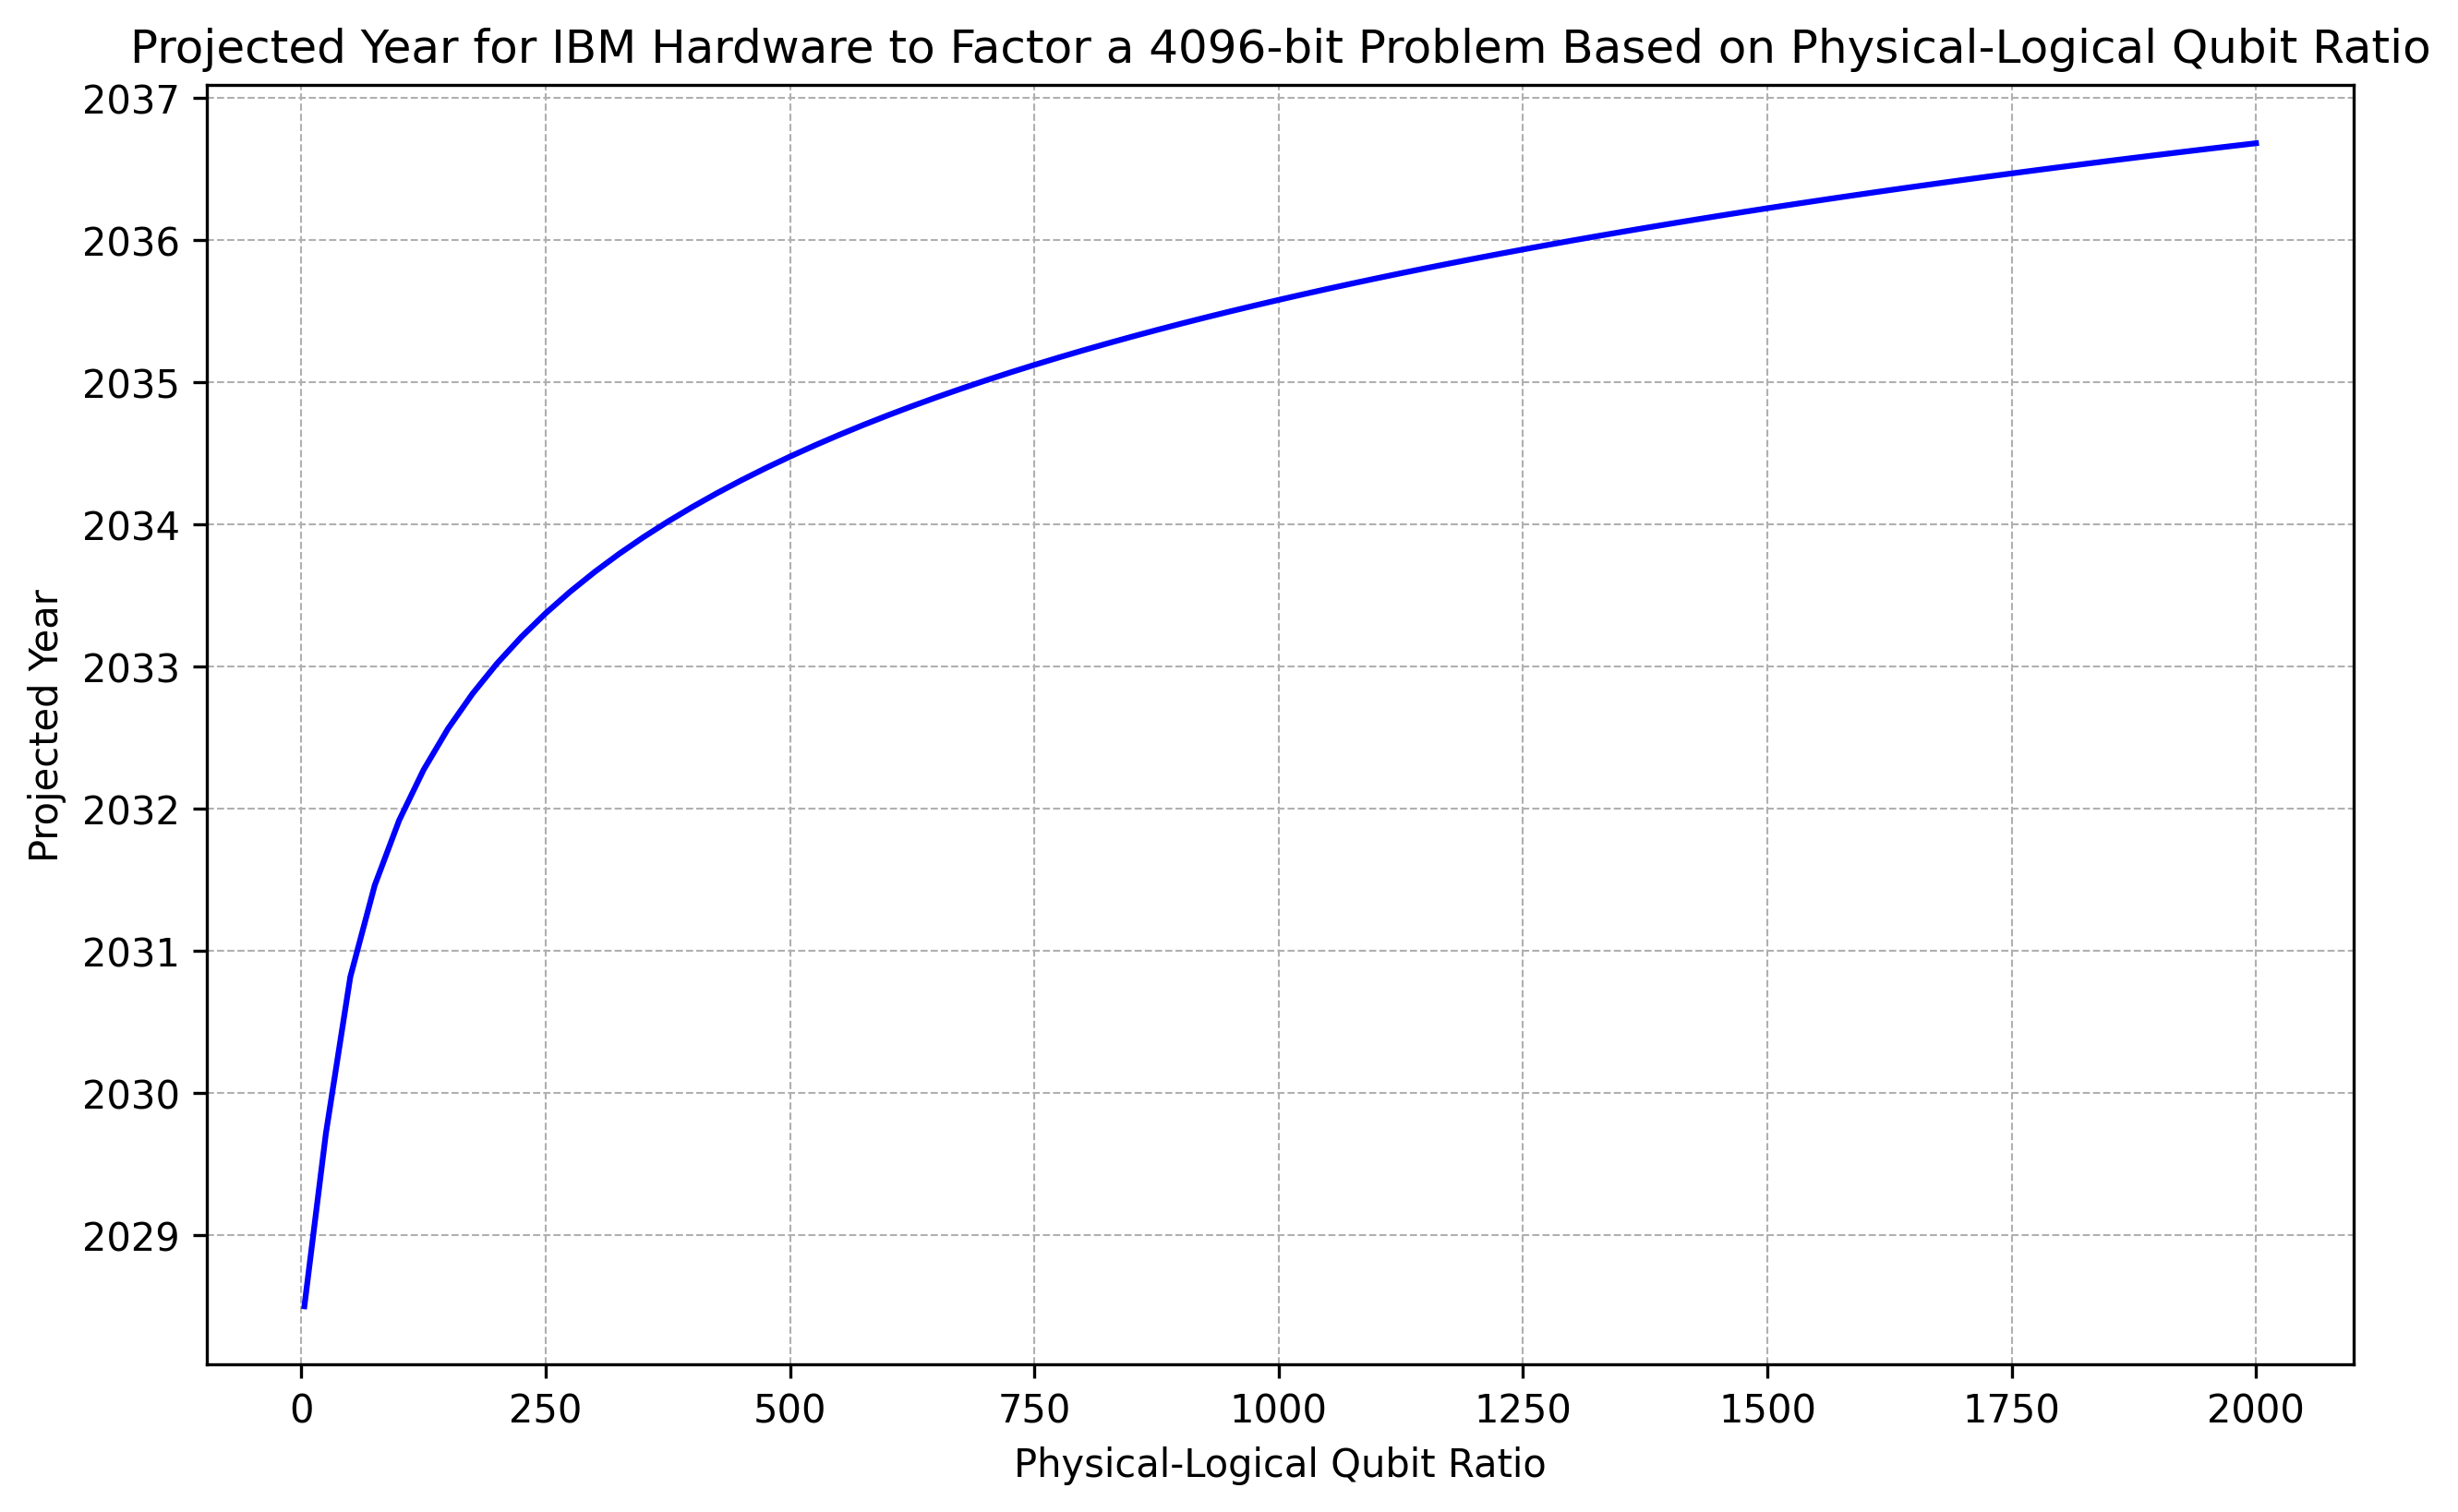 Projected Year for IBM Hardware to Factor a 4096-bit Problem Based on Physical-Logical Qubit Ratio
Projected Year
2037
2036
2035
2034
2033
2032
2031
2030
2029
0 250 500 750 1000 1250 1500 1750 2000
Physical-Logical Qubit Ratio